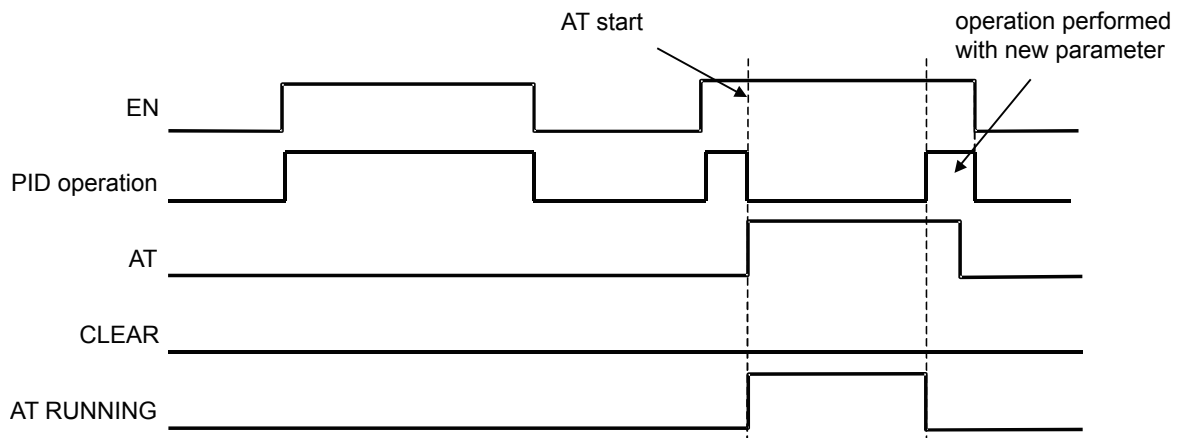 AT start
operation performed
with new parameter
EN
PID operation
AT
CLEAR
AT RUNNING